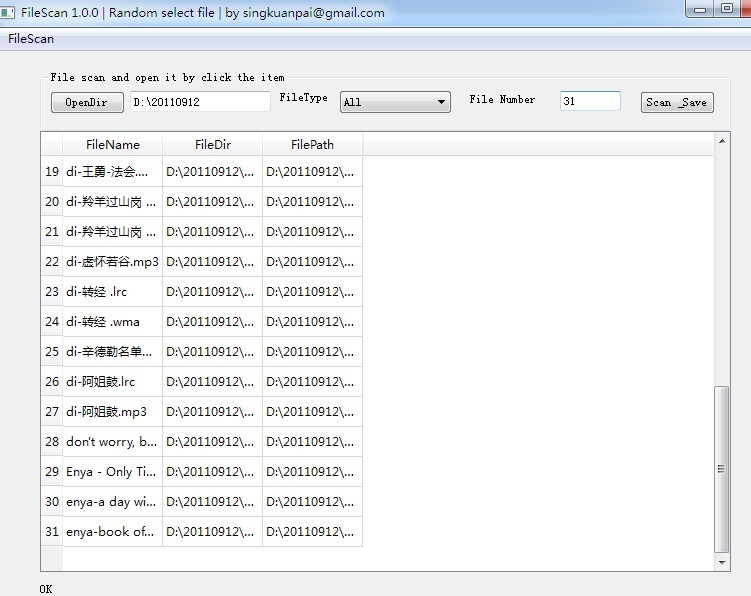 FileScan 1.0.0 | Random select file | by singkuanpai@gmail.com
FileScan
File scan and open it by click the item
OpenDir D:\20110912 FileType All File Number 31 Scan _Save
FileName FileDir FilePath
19 di-王勇-法会.... D:\20110912\... D:\20110912\...
20 di-羚羊过山岗 ... D:\20110912\... D:\20110912\...
21 di-羚羊过山岗 ... D:\20110912\... D:\20110912\...
22 di-虚怀若谷.mp3 D:\20110912\... D:\20110912\...
23 di-转经 .lrc D:\20110912\... D:\20110912\...
24 di-转经 .wma D:\20110912\... D:\20110912\...
25 di-辛德勒名单... D:\20110912\... D:\20110912\...
26 di-阿姐鼓.lrc D:\20110912\... D:\20110912\...
27 di-阿姐鼓.mp3 D:\20110912\... D:\20110912\...
28 don't worry, b... D:\20110912\... D:\20110912\...
29 Enya - Only Ti... D:\20110912\... D:\20110912\...
30 enya-a day wi... D:\20110912\... D:\20110912\...
31 enya-book of... D:\20110912\... D:\20110912\...
OK